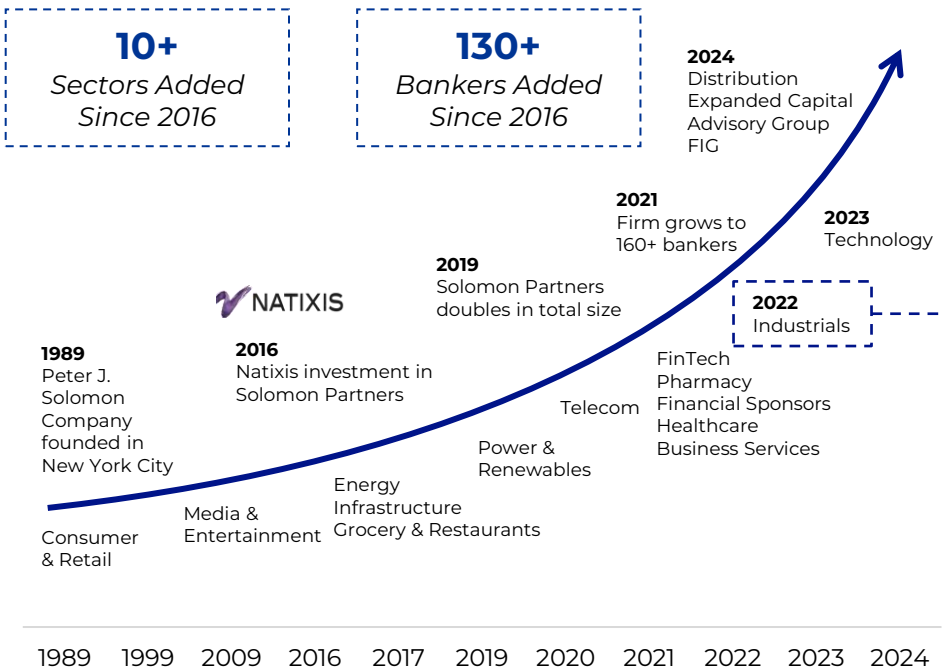 10+
Sectors Added
Since 2016
130+
Bankers Added
Since 2016
2024
Distribution
Expanded Capital
Advisory Group
FIG
2021
Firm grows to
160+ bankers
2023
Technology
2019
Solomon Partners
doubles in total size
NATIXIS
2022
Industrials
1989
Peter J.
Solomon
Company
founded in
New York City
2016
Natixis investment in
Solomon Partners
FinTech
Pharmacy
Financial Sponsors
Healthcare
Business Services
Telecom
Power &
Renewables
Energy
Infrastructure
Grocery & Restaurants
Media &
Entertainment
Consumer
& Retail
1989 1999 2009 2016 2017 2019 2020 2021 2022 2023 2024